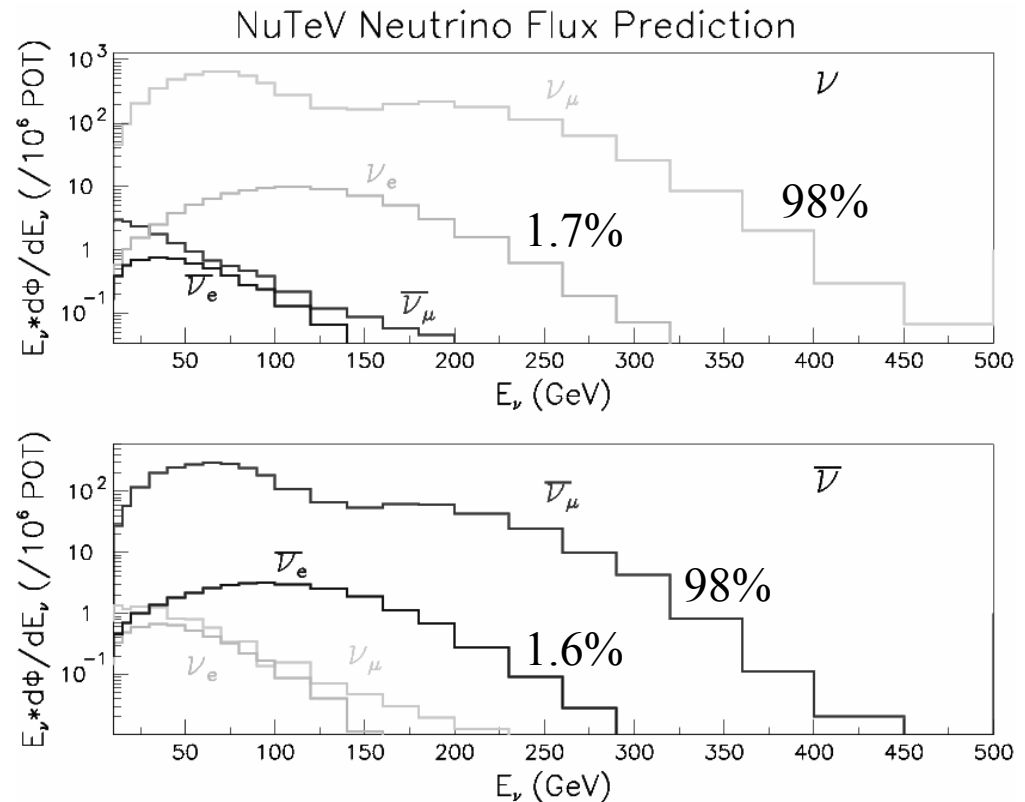 NuTeV Neutrino Flux Prediction
E_ν*dφ/dE_ν (/10⁶ POT)
10³
10²
10
1
10⁻¹
ν
ν_μ
ν_e
98%
1.7%
ν̅_e
ν̅_μ
50 100 150 200 250 300 350 400 450 500
E_ν (GeV)
E_ν*dφ/dE_ν (/10⁶ POT)
10²
10
1
10⁻¹
ν̅
ν̅_μ
ν̅_e
98%
1.6%
ν_e
ν_μ
50 100 150 200 250 300 350 400 450 500
E_ν (GeV)